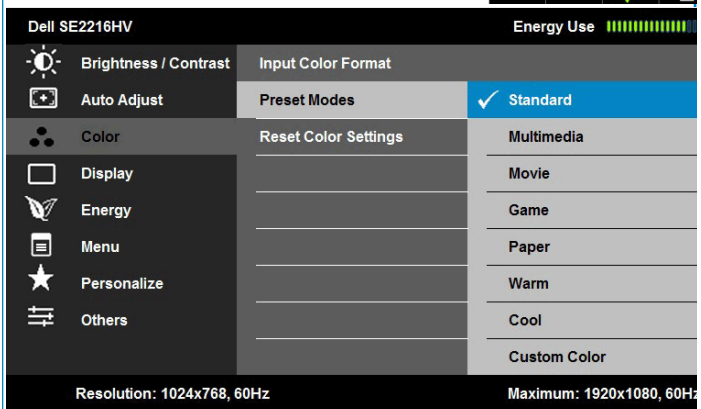 Dell SE2216HV Energy Use
Brightness / Contrast Input Color Format
Auto Adjust Preset Modes Standard
Color Reset Color Settings Multimedia
Display Movie
Energy Game
Menu Paper
Personalize Warm
Others Cool
Custom Color
Resolution: 1024x768, 60Hz Maximum: 1920x1080, 60Hz